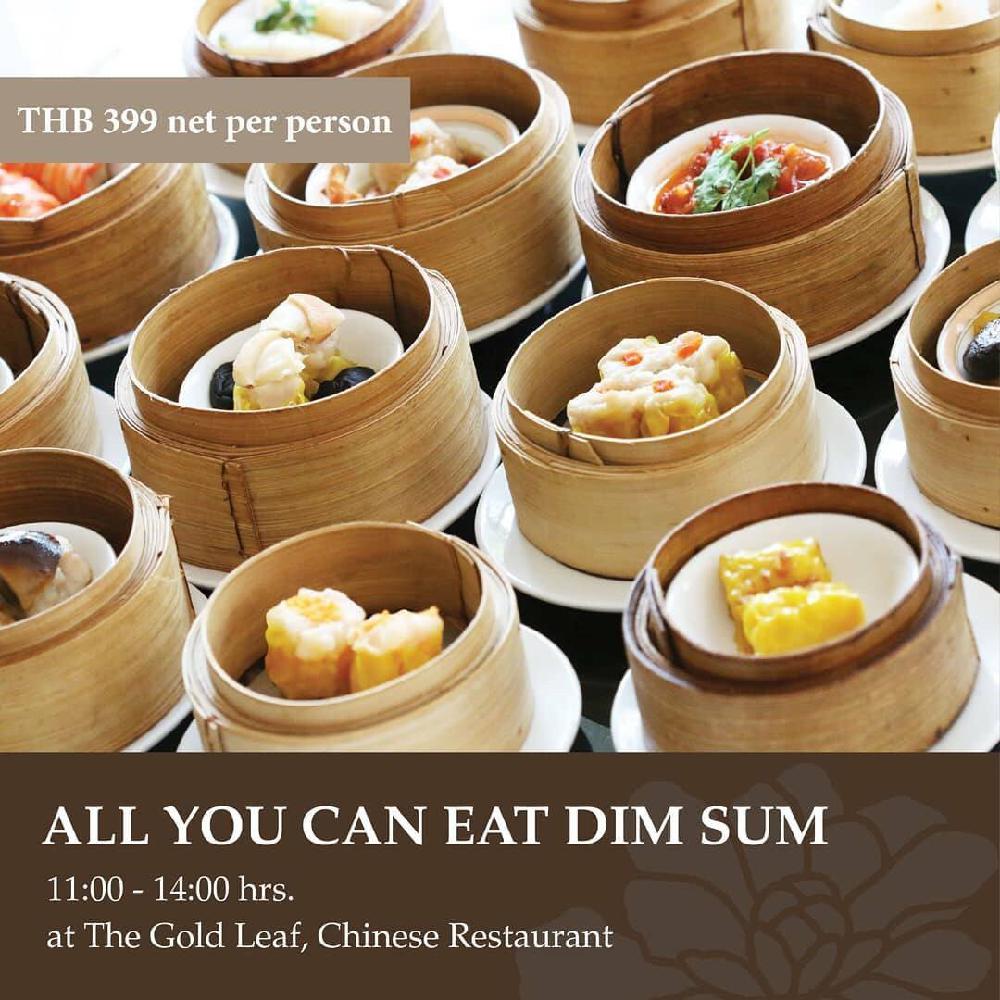 THB 399 net per person
ALL YOU CAN EAT DIM SUM
11:00 - 14:00 hrs.
at The Gold Leaf, Chinese Restaurant